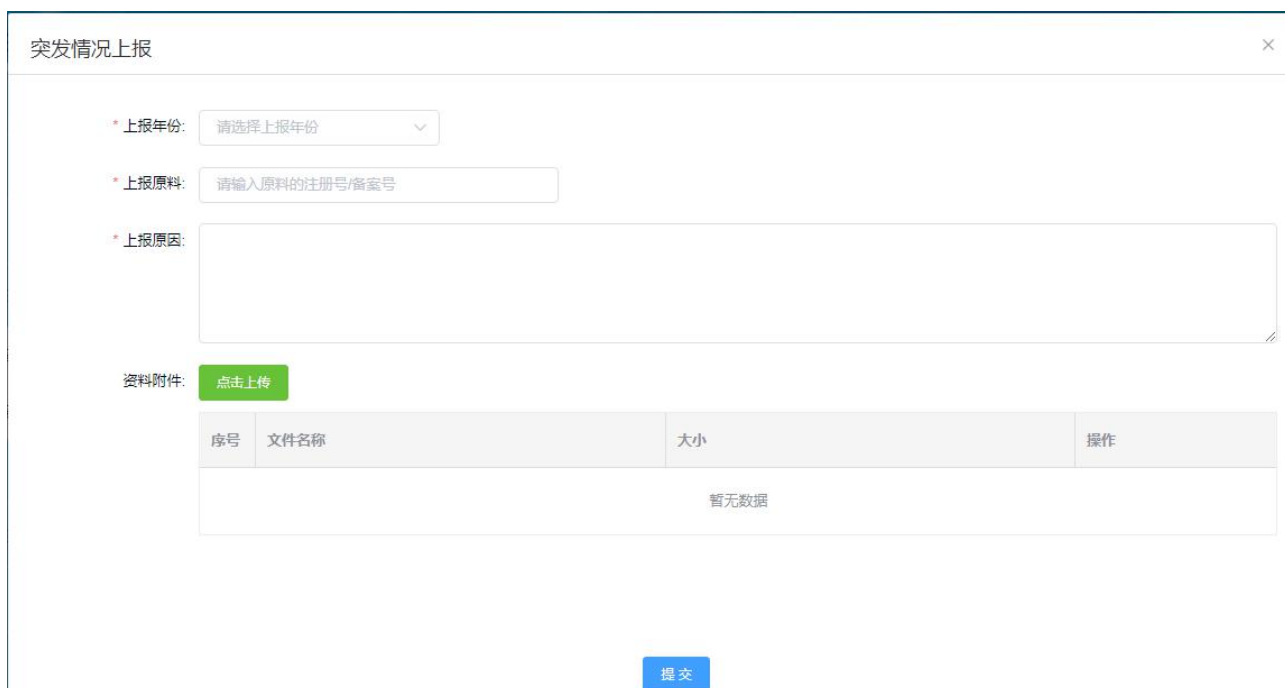 突发情况上报
* 上报年份: 请选择上报年份
* 上报原料: 请输入原料的注册号/备案号
* 上报原因:
资料附件: 点击上传
序号 文件名称 大小 操作
暂无数据
提交